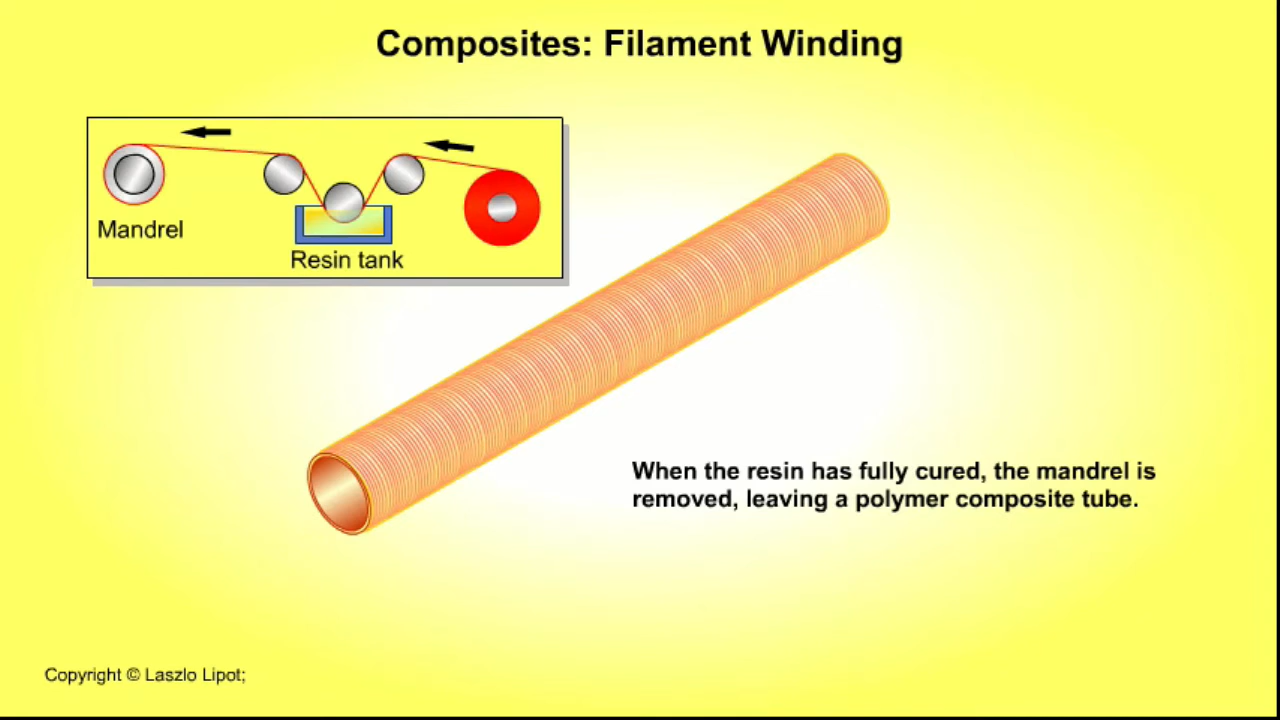 Composites: Filament Winding
Mandrel
Resin tank
When the resin has fully cured, the mandrel is
removed, leaving a polymer composite tube.
Copyright © Laszlo Lipot;